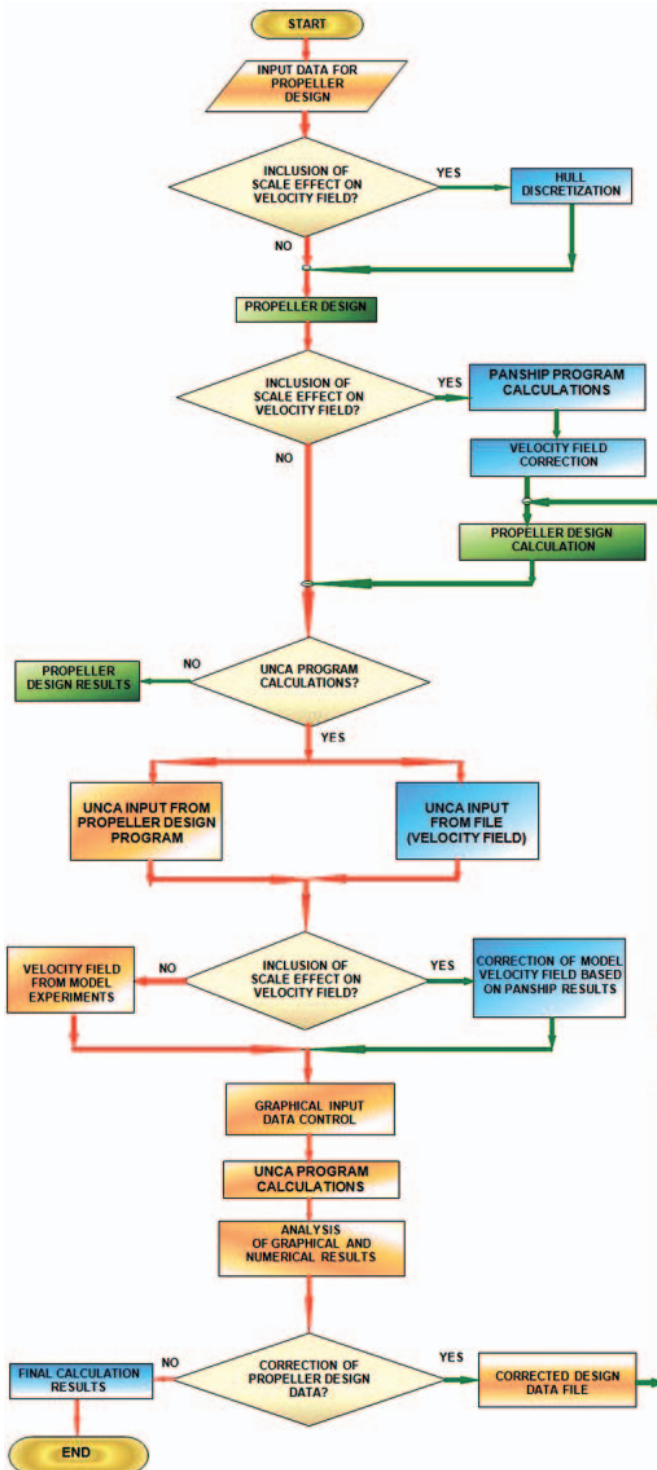 START
INPUT DATA FOR
PROPELLER
DESIGN
INCLUSION OF
SCALE EFFECT ON
VELOCITY FIELD?
YES
HULL
DISCRETIZATION
NO
PROPELLER DESIGN
INCLUSION OF
SCALE EFFECT ON
VELOCITY FIELD?
YES
PANSHIP PROGRAM
CALCULATIONS
NO
VELOCITY FIELD
CORRECTION
PROPELLER DESIGN
CALCULATION
UNCA PROGRAM
CALCULATIONS?
NO
PROPELLER
DESIGN RESULTS
YES
UNCA INPUT FROM
PROPELLER DESIGN
PROGRAM
UNCA INPUT
FROM FILE
(VELOCITY FIELD)
VELOCITY FIELD
FROM MODEL
EXPERIMENTS
NO
INCLUSION OF
SCALE EFFECT ON
VELOCITY FIELD?
YES
CORRECTION OF MODEL
VELOCITY FIELD BASED
ON PANSHIP RESULTS
GRAPHICAL INPUT
DATA CONTROL
UNCA PROGRAM
CALCULATIONS
ANALYSIS
OF GRAPHICAL AND
NUMERICAL RESULTS
FINAL CALCULATION
RESULTS
NO
CORRECTION OF
PROPELLER DESIGN
DATA?
YES
CORRECTED DESIGN
DATA FILE
END